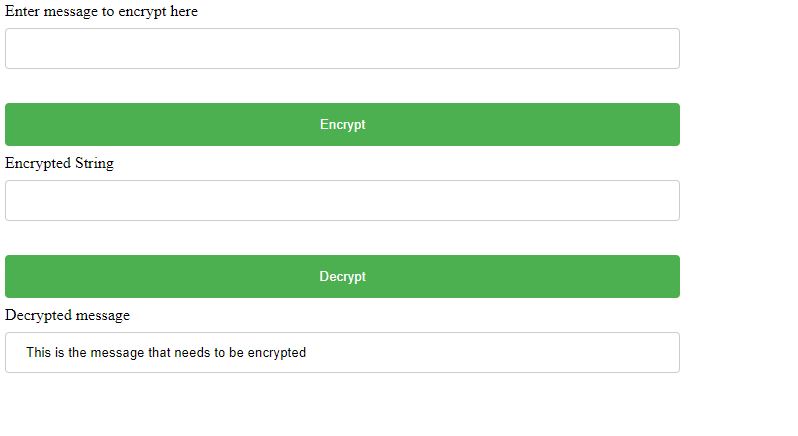 Enter message to encrypt here
Encrypt
Encrypted String
Decrypt
Decrypted message
This is the message that needs to be encrypted